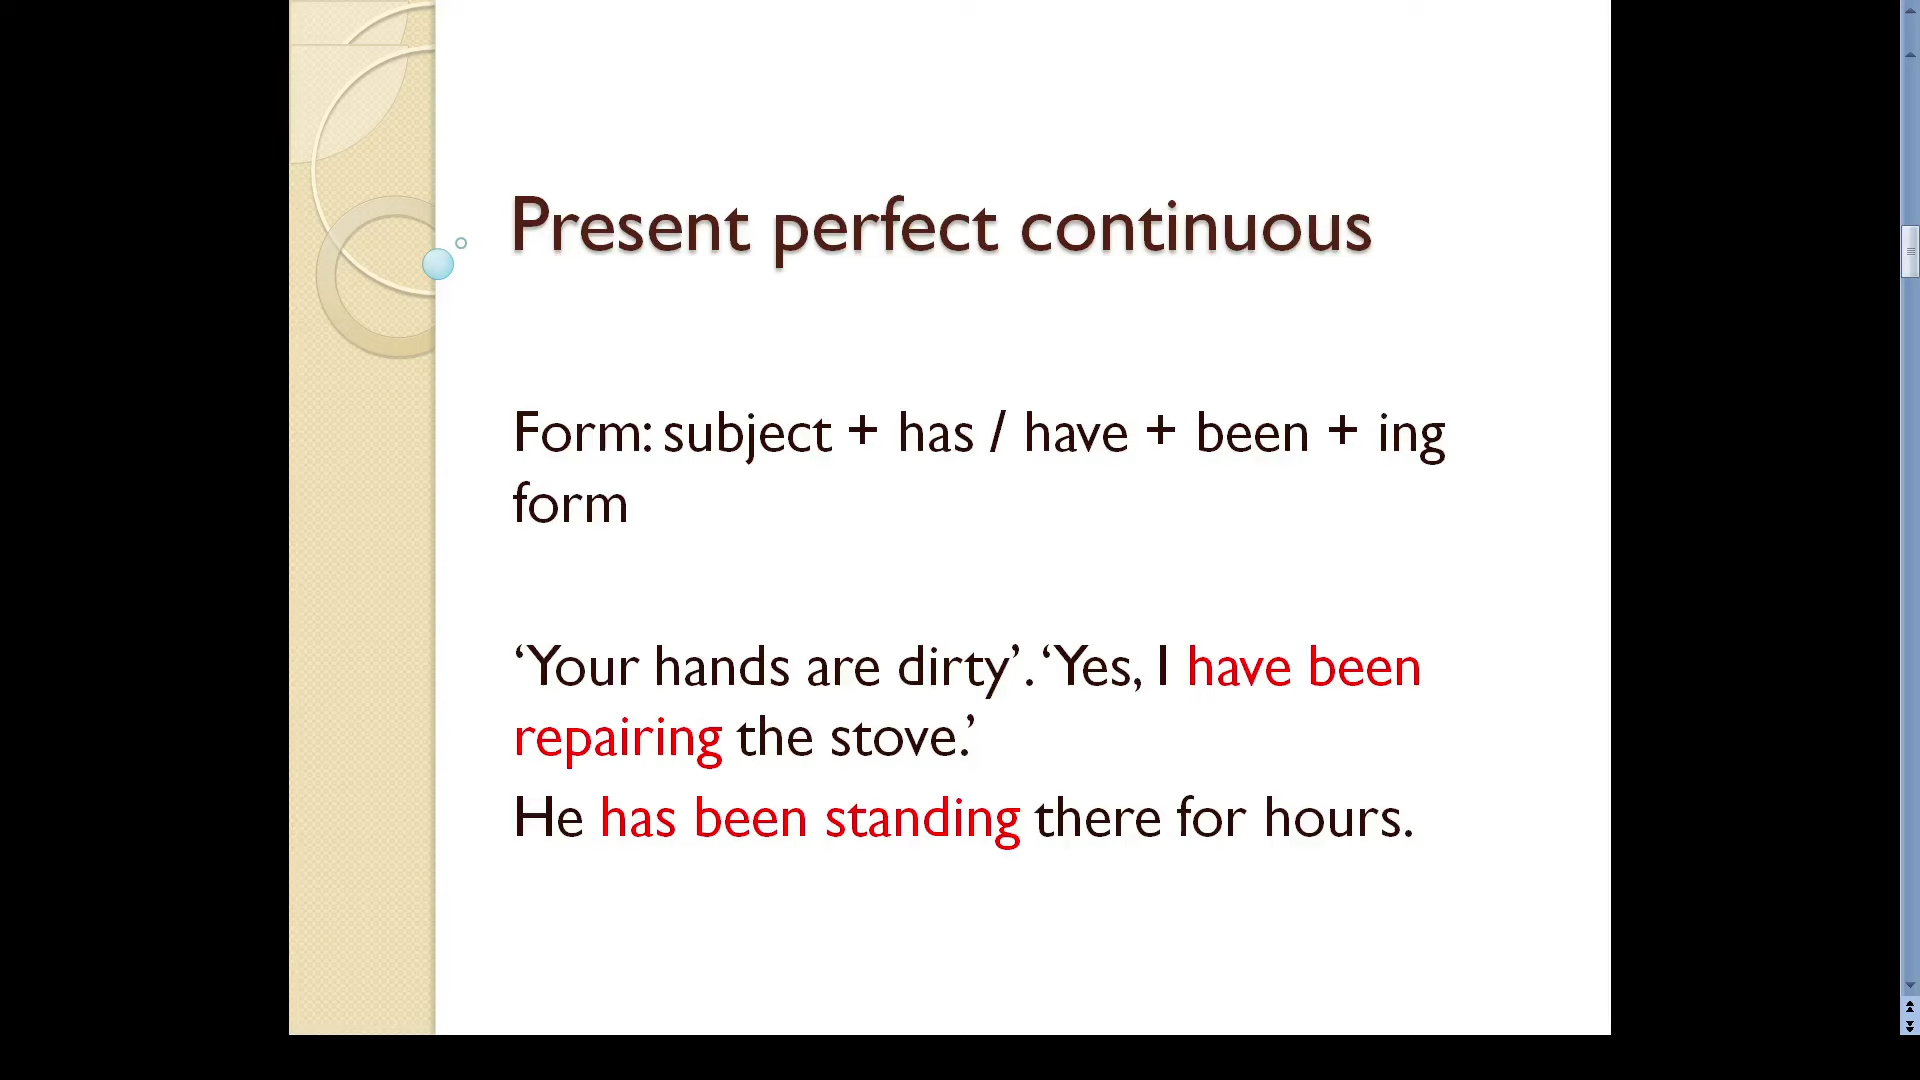 Present perfect continuous
Form: subject + has / have + been + ing
form
‘Your hands are dirty’. ‘Yes, I have been
repairing the stove.’
He has been standing there for hours.